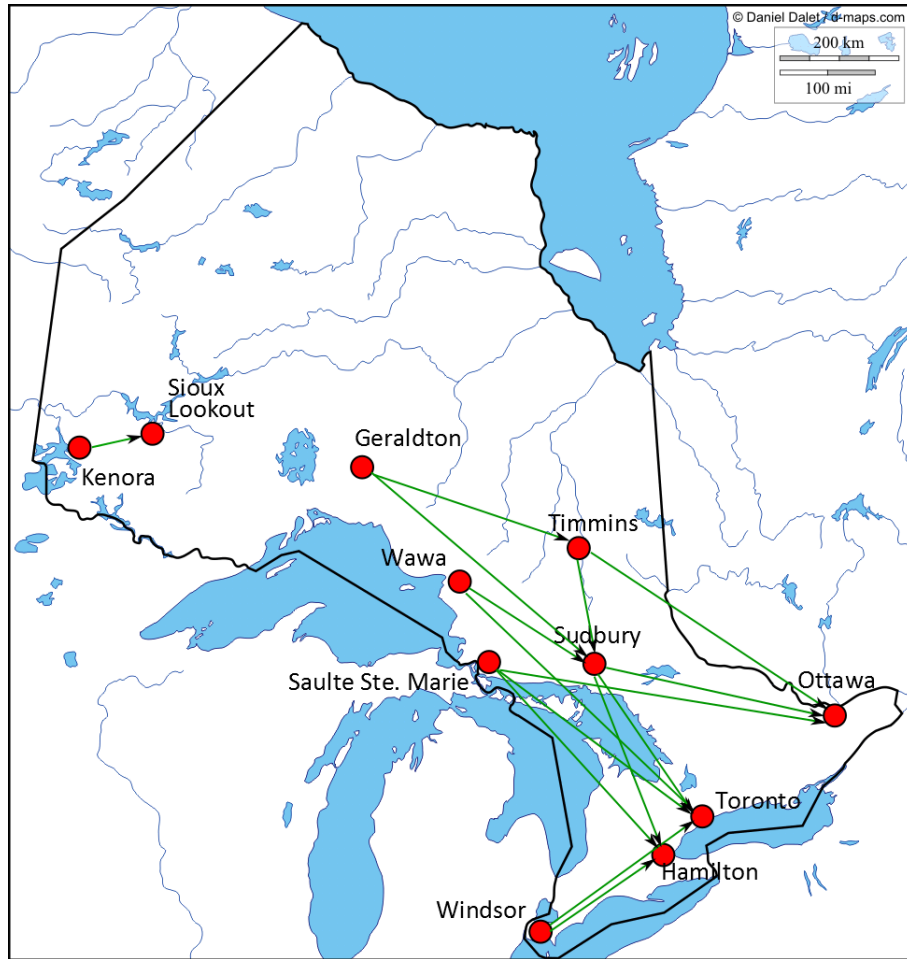 © Daniel Dalet / d-maps.com
200 km
100 mi
Sioux
Lookout
Kenora
Geraldton
Timmins
Wawa
Sudbury
Saulte Ste. Marie
Ottawa
Toronto
Hamilton
Windsor